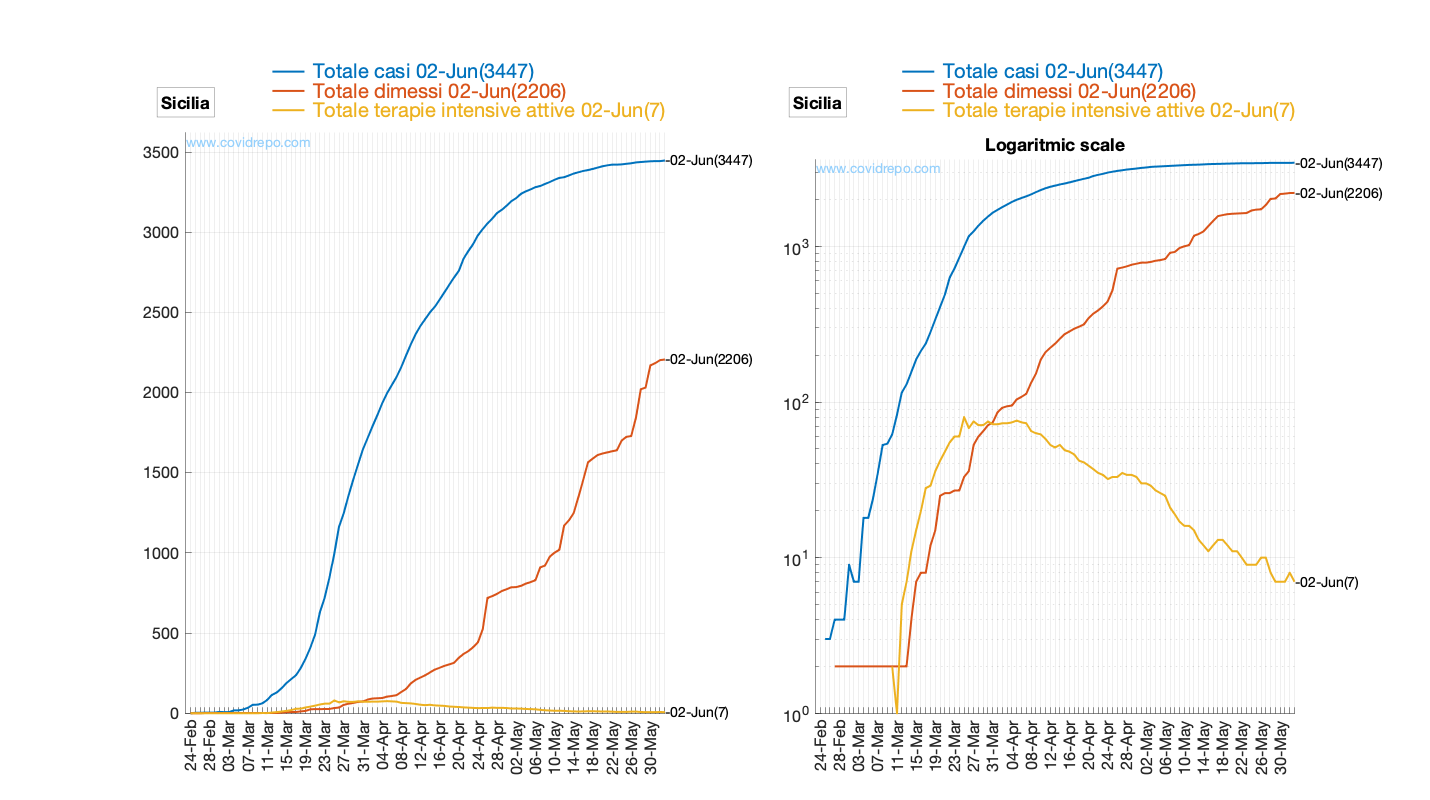 Totale casi 02-Jun(3447)
Totale dimessi 02-Jun(2206)
Totale terapie intensive attive 02-Jun(7)
Sicilia
www.covidrepo.com
3500
3000
2500
2000
1500
1000
500
0
02-Jun(3447)
02-Jun(2206)
02-Jun(7)
24-Feb
28-Feb
03-Mar
07-Mar
11-Mar
15-Mar
19-Mar
23-Mar
27-Mar
31-Mar
04-Apr
08-Apr
12-Apr
16-Apr
20-Apr
24-Apr
28-Apr
02-May
06-May
10-May
14-May
18-May
22-May
26-May
30-May
Totale casi 02-Jun(3447)
Totale dimessi 02-Jun(2206)
Totale terapie intensive attive 02-Jun(7)
Sicilia
Logaritmic scale
www.covidrepo.com
10³
10²
10¹
10⁰
02-Jun(3447)
02-Jun(2206)
02-Jun(7)
24-Feb
28-Feb
03-Mar
07-Mar
11-Mar
15-Mar
19-Mar
23-Mar
27-Mar
31-Mar
04-Apr
08-Apr
12-Apr
16-Apr
20-Apr
24-Apr
28-Apr
02-May
06-May
10-May
14-May
18-May
22-May
26-May
30-May